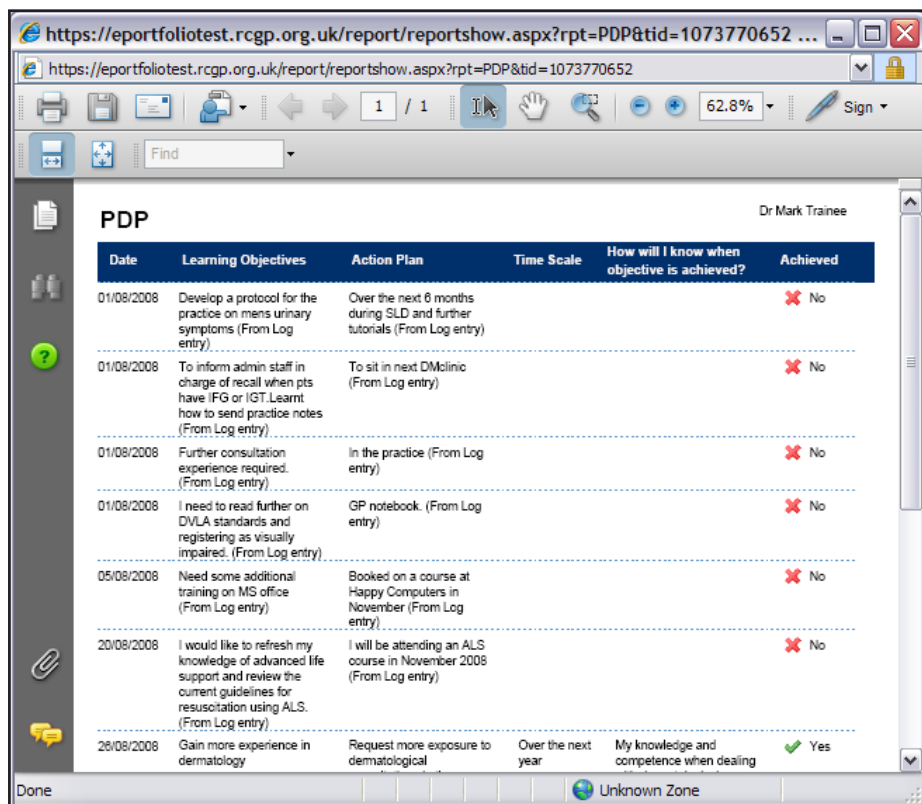 https://eportfoliotest.rcgp.org.uk/report/reportshow.aspx?rpt=PDP&tid=1073770652 ...
https://eportfoliotest.rcgp.org.uk/report/reportshow.aspx?rpt=PDP&tid=1073770652
1 / 1 62.8% Sign
Find
PDP
Dr Mark Trainee
Date Learning Objectives Action Plan Time Scale How will I know when objective is achieved? Achieved
01/08/2008 Develop a protocol for the Over the next 6 months No
practice on mens urinary during SLD and further
symptoms (From Log tutorials (From Log entry)
entry)
01/08/2008 To inform admin staff in To sit in next DMclinic No
charge of recall when pts (From Log entry)
have IFG or IGT.Learnt
how to send practice notes
(From Log entry)
01/08/2008 Further consultation In the practice (From Log No
experience required. entry)
(From Log entry)
01/08/2008 I need to read further on GP notebook. (From Log No
DVLA standards and entry)
registering as visually
impaired. (From Log entry)
05/08/2008 Need some additional Booked on a course at No
training on MS office Happy Computers in
(From Log entry) November (From Log
entry)
20/08/2008 I would like to refresh my I will be attending an ALS No
knowledge of advanced life course in November 2008
support and review the (From Log entry)
current guidelines for
resuscitation using ALS.
(From Log entry)
26/08/2008 Gain more experience in Request more exposure to Over the next My knowledge and Yes
dermatology dermatological year competence when dealing
Done Unknown Zone